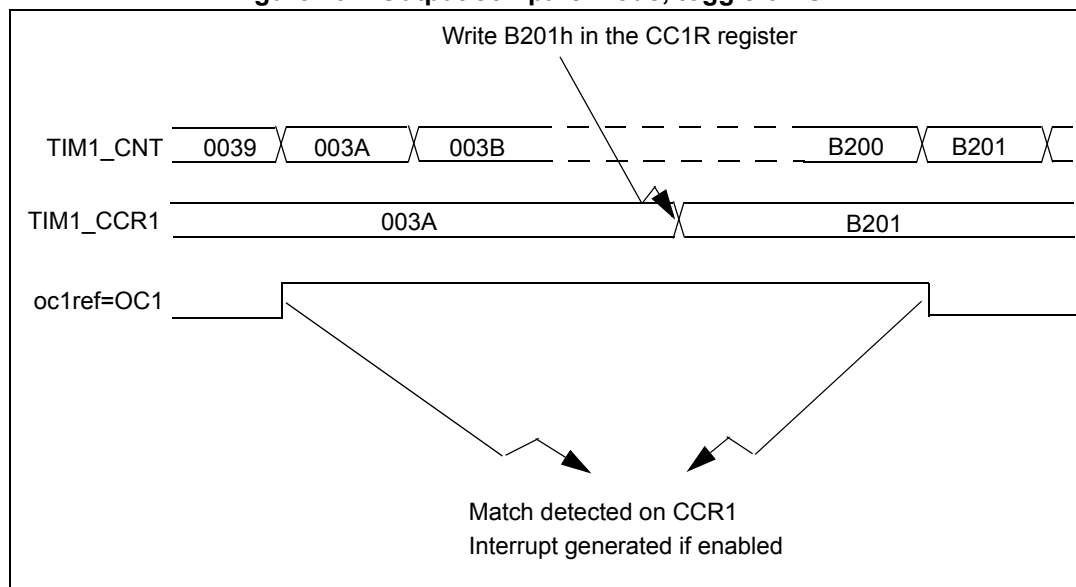 Write B201h in the CC1R register
TIM1_CNT 0039 003A 003B B200 B201
TIM1_CCR1 003A B201
oc1ref=OC1
Match detected on CCR1
Interrupt generated if enabled